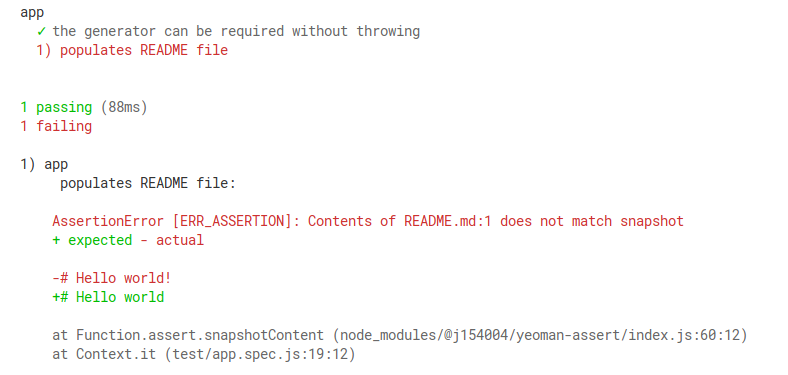 app
✓ the generator can be required without throwing
1) populates README file
1 passing (88ms)
1 failing
1) app
populates README file:
AssertionError [ERR_ASSERTION]: Contents of README.md:1 does not match snapshot
+ expected - actual
-# Hello world!
+# Hello world
at Function.assert.snapshotContent (node_modules/@j154004/yeoman-assert/index.js:60:12)
at Context.it (test/app.spec.js:19:12)